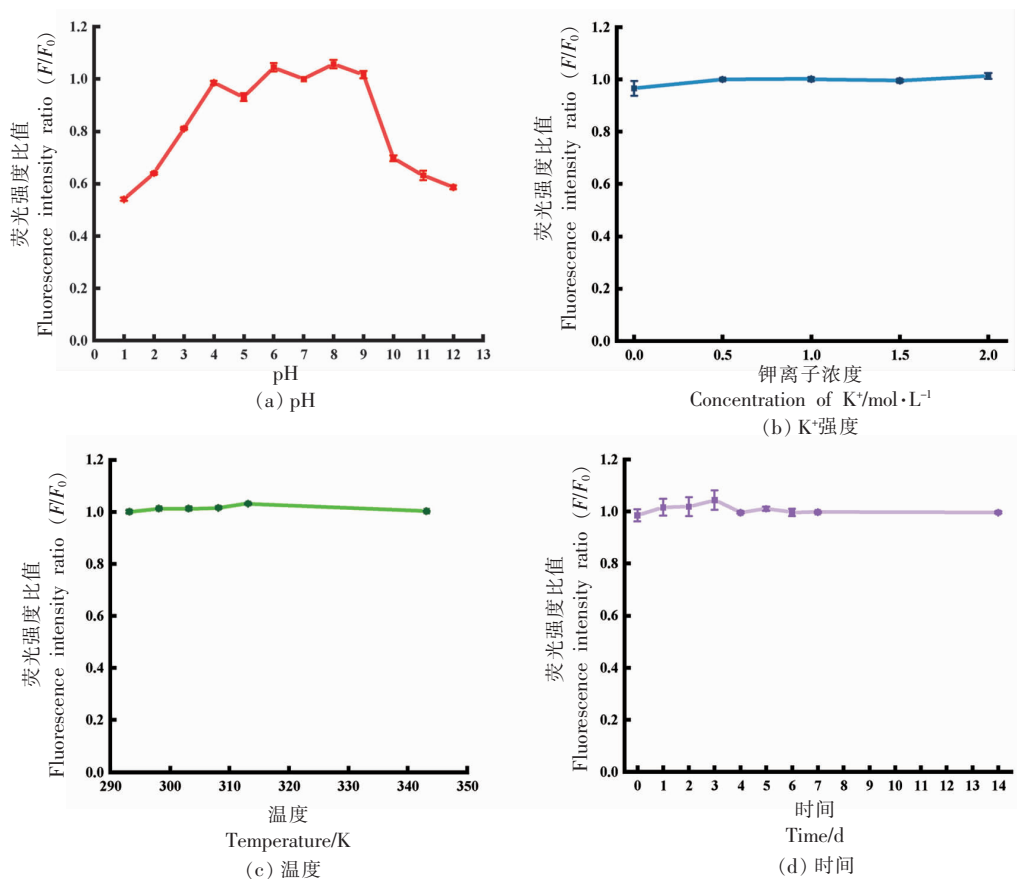 荧光强度比值
Fluorescence intensity ratio (F/F₀)
1.2
1.0
0.8
0.6
0.4
0.2
0.0
0 1 2 3 4 5 6 7 8 9 10 11 12 13
pH
(a) pH
荧光强度比值
Fluorescence intensity ratio (F/F₀)
1.2
1.0
0.8
0.6
0.4
0.2
0.0
0.0 0.5 1.0 1.5 2.0
钾离子浓度
Concentration of K⁺/mol·L⁻¹
(b) K⁺强度
荧光强度比值
Fluorescence intensity ratio (F/F₀)
1.2
1.0
0.8
0.6
0.4
0.2
0.0
290 300 310 320 330 340 350
温度
Temperature/K
(c) 温度
荧光强度比值
Fluorescence intensity ratio (F/F₀)
1.2
1.0
0.8
0.6
0.4
0.2
0.0
0 1 2 3 4 5 6 7 8 9 10 11 12 13 14
时间
Time/d
(d) 时间